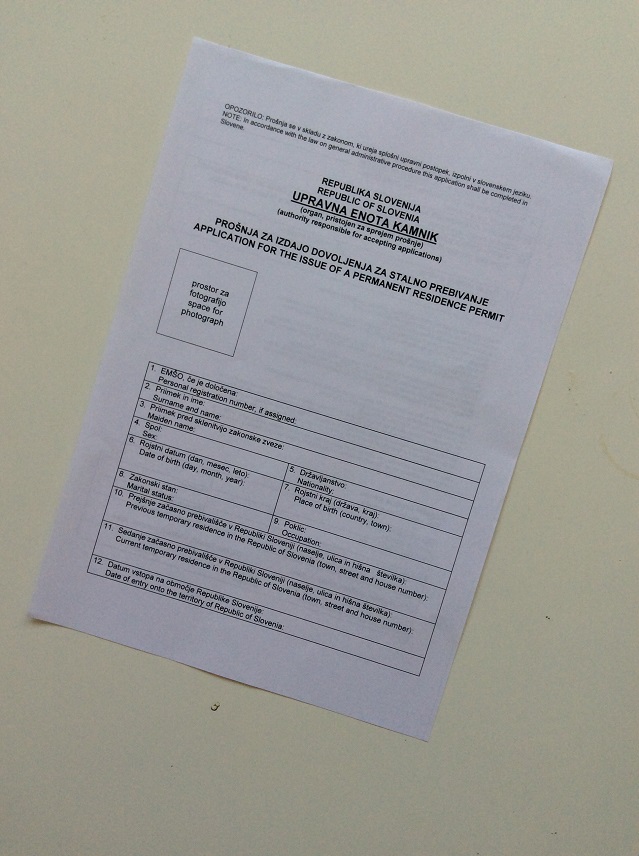 OPOZORILO: Prošnja se v skladu z zakonom, ki ureja splošni upravni postopek, izpolni v slovenskem jeziku.
NOTE: In accordance with the law on general administrative procedure this application shall be completed in
Slovene.
REPUBLIKA SLOVENIJA
REPUBLIC OF SLOVENIA
UPRAVNA ENOTA KAMNIK
(organ, pristojen za sprejem prošnje)
(authority responsible for accepting applications)
PROŠNJA ZA IZDAJO DOVOLJENJA ZA STALNO PREBIVANJE
APPLICATION FOR THE ISSUE OF A PERMANENT RESIDENCE PERMIT
prostor za
fotografijo
space for
photograph
1. EMŠO, če je določena:
Personal registration number, if assigned:
2. Priimek in ime:
Surname and name:
3. Priimek pred sklenitvijo zakonske zveze:
Maiden name:
4. Spol:
Sex:
5. Državljanstvo:
Nationality:
6. Rojstni datum (dan, mesec, leto):
Date of birth (day, month, year):
7. Rojstni kraj (država, kraj):
Place of birth (country, town):
8. Zakonski stan:
Marital status:
9. Poklic:
Occupation:
10. Prejšnje začasno prebivališče v Republiki Sloveniji (naselje, ulica in hišna številka):
Previous temporary residence in the Republic of Slovenia (town, street and house number):
11. Sedanje začasno prebivališče v Republiki Sloveniji (naselje, ulica in hišna številka):
Current temporary residence in the Republic of Slovenia (town, street and house number):
12. Datum vstopa na območje Republike Slovenije:
Date of entry onto the territory of Republic of Slovenia: